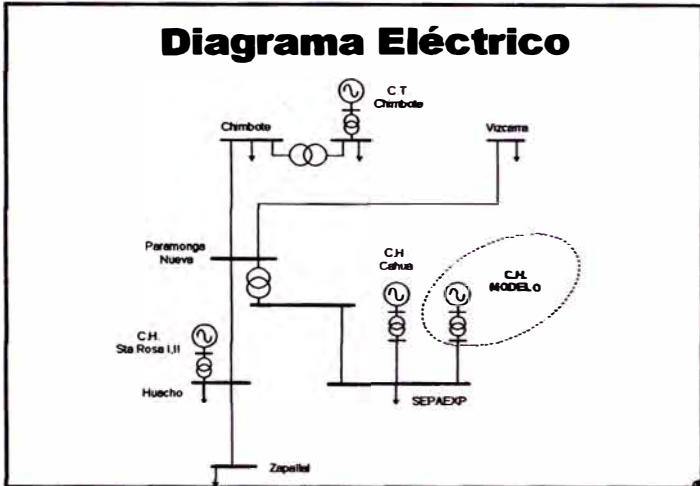 Diagrama Eléctrico
C T
Chimbote
Chimbote
Vizcarra
Paramonga
Nueva
C.H
Cahua
C.H.
MODELO
C.H.
Sta Rosa I,II
Huacho
SEPAEXP
Zapallal